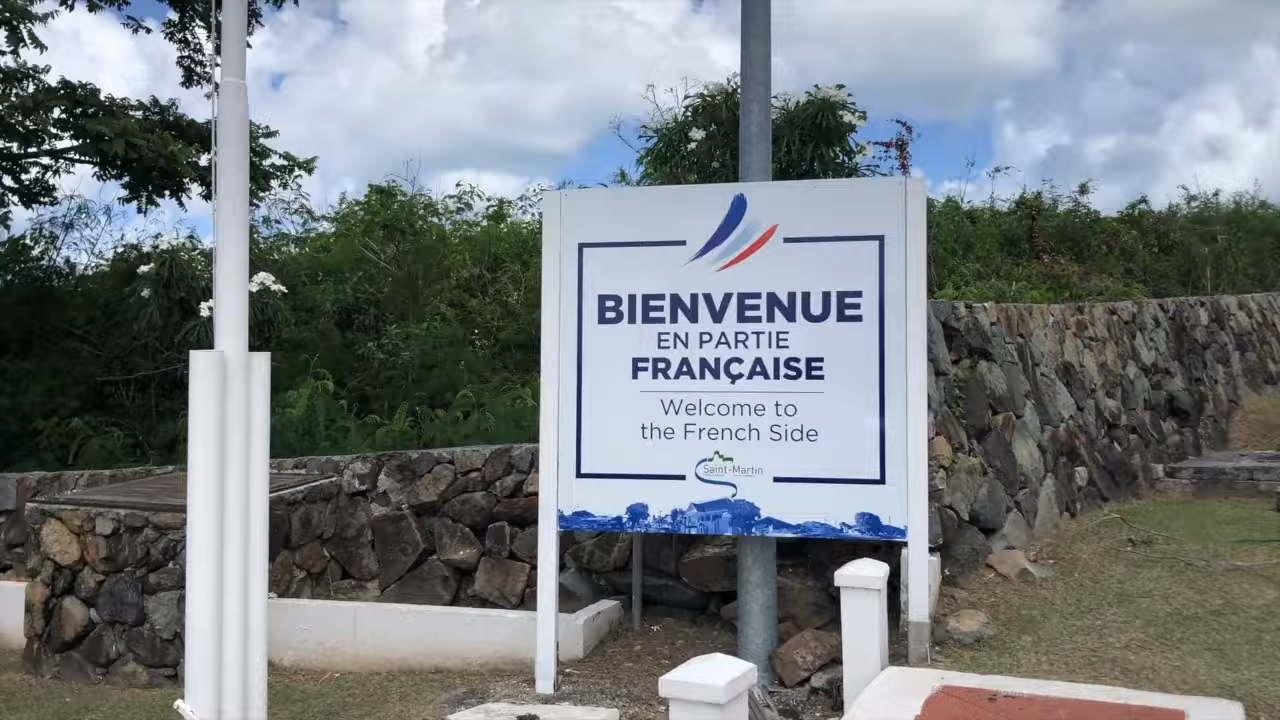 BIENVENUE
EN PARTIE
FRANÇAISE
Welcome to
the French Side
Saint-Martin